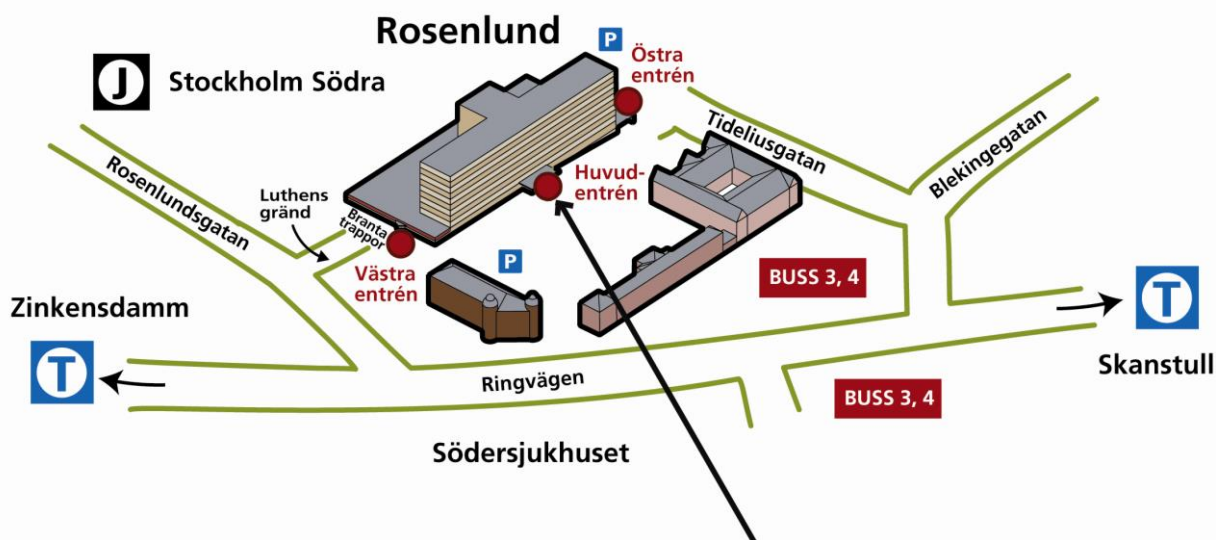 Rosenlund
P
Östra
entrén
J
Stockholm Södra
Tideliusgatan
Blekingegatan
Rosenlundsgatan
Luthens
gränd
Branta
trappor
Huvud-
entrén
Västra
entrén
P
BUSS 3, 4
Zinkensdamm
T
T
Skanstull
Ringvägen
BUSS 3, 4
Södersjukhuset